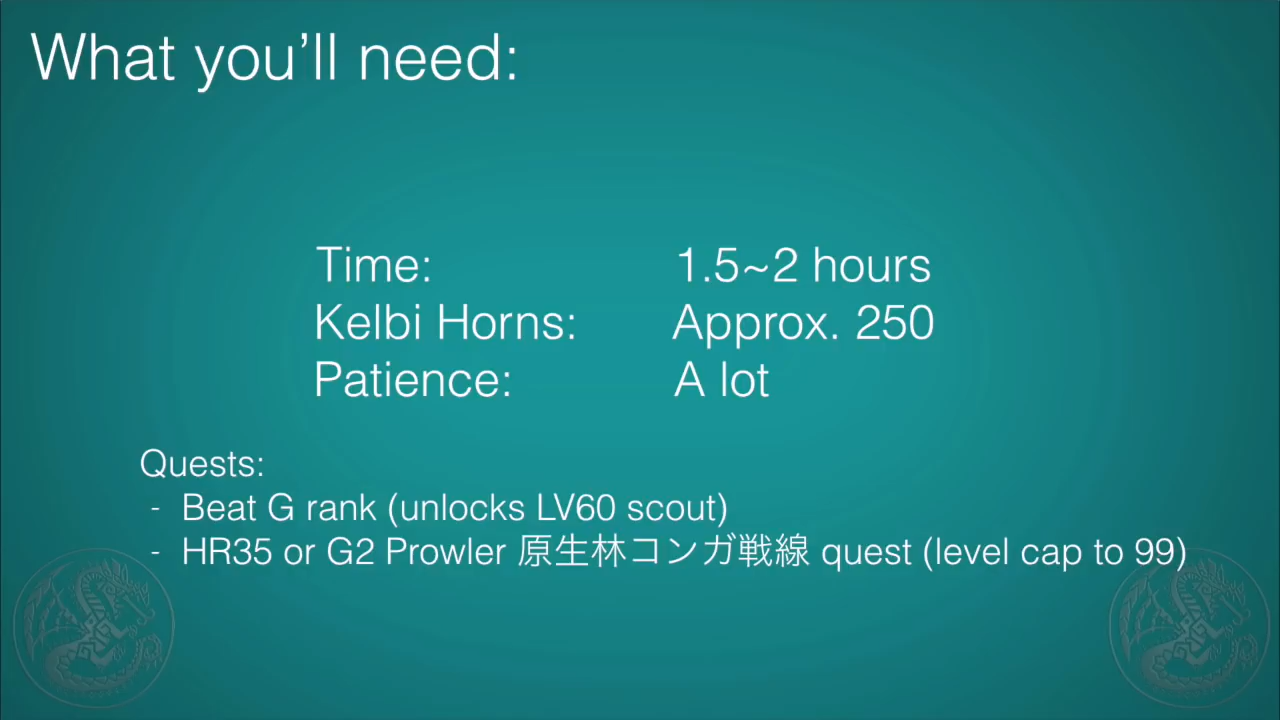 What you’ll need:
Time: 1.5~2 hours
Kelbi Horns: Approx. 250
Patience: A lot
Quests:
- Beat G rank (unlocks LV60 scout)
- HR35 or G2 Prowler 原生林コンガ戦線 quest (level cap to 99)